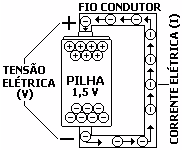 FIO CONDUTOR
+
TENSÃO
ELÉTRICA
(V)
PILHA
1,5 V
CORRENTE ELÉTRICA (I)
−